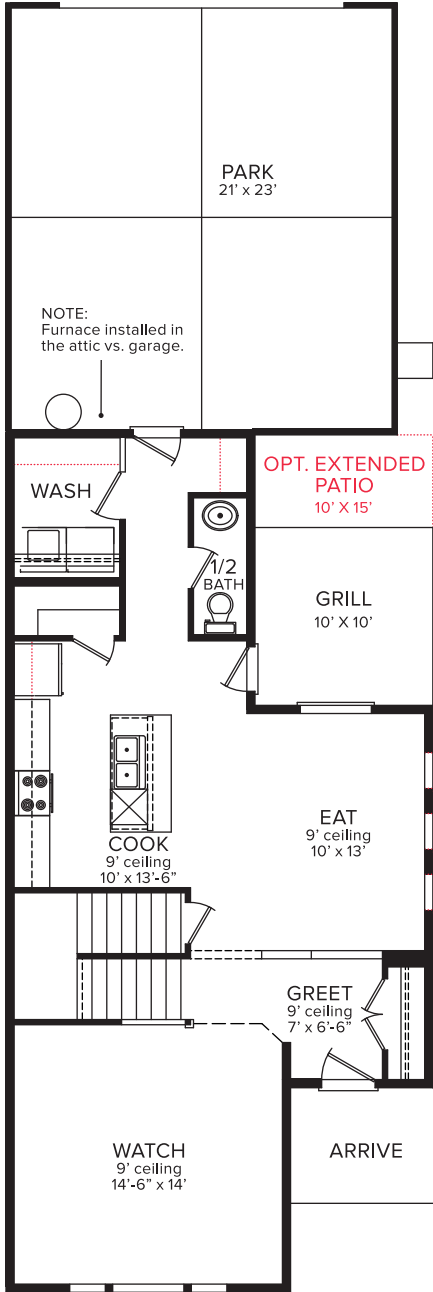 PARK
21' x 23'
NOTE:
Furnace installed in
the attic vs. garage.
WASH
OPT. EXTENDED
PATIO
10' X 15'
1/2
BATH
GRILL
10' X 10'
EAT
9' ceiling
10' x 13'
COOK
9' ceiling
10' x 13'-6"
GREET
9' ceiling
7' x 6'-6"
WATCH
9' ceiling
14'-6" x 14'
ARRIVE